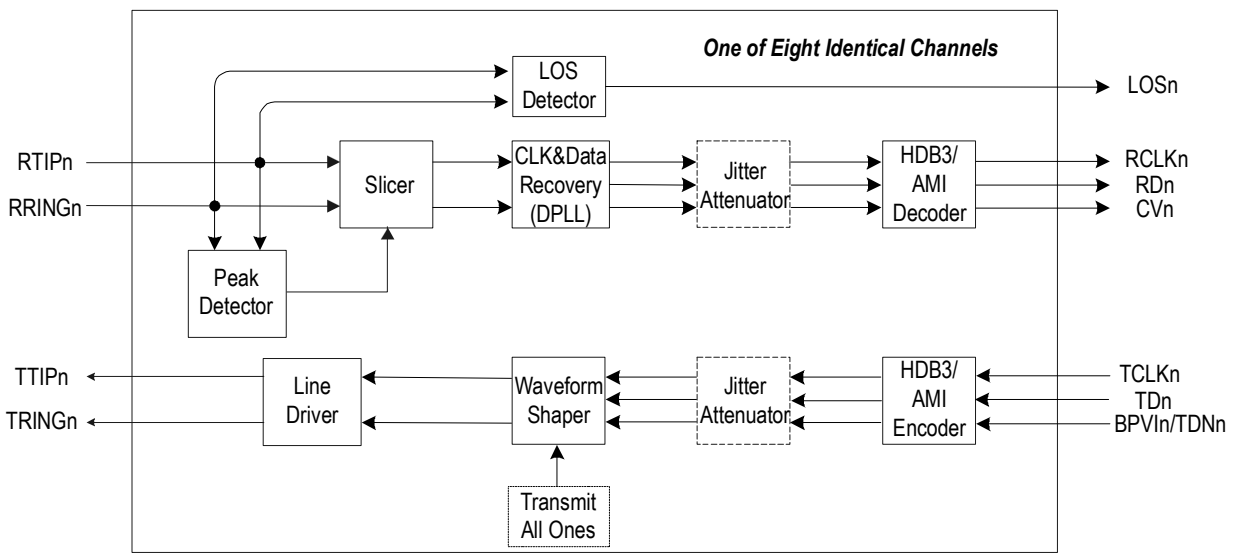 One of Eight Identical Channels
LOS
Detector
LOSn
RTIPn
RRINGn
Slicer
CLK&Data
Recovery
(DPLL)
Jitter
Attenuator
HDB3/
AMI
Decoder
RCLKn
RDn
CVn
Peak
Detector
TTIPn
TRINGn
Line
Driver
Waveform
Shaper
Jitter
Attenuator
HDB3/
AMI
Encoder
TCLKn
TDn
BPVIn/TDNn
Transmit
All Ones